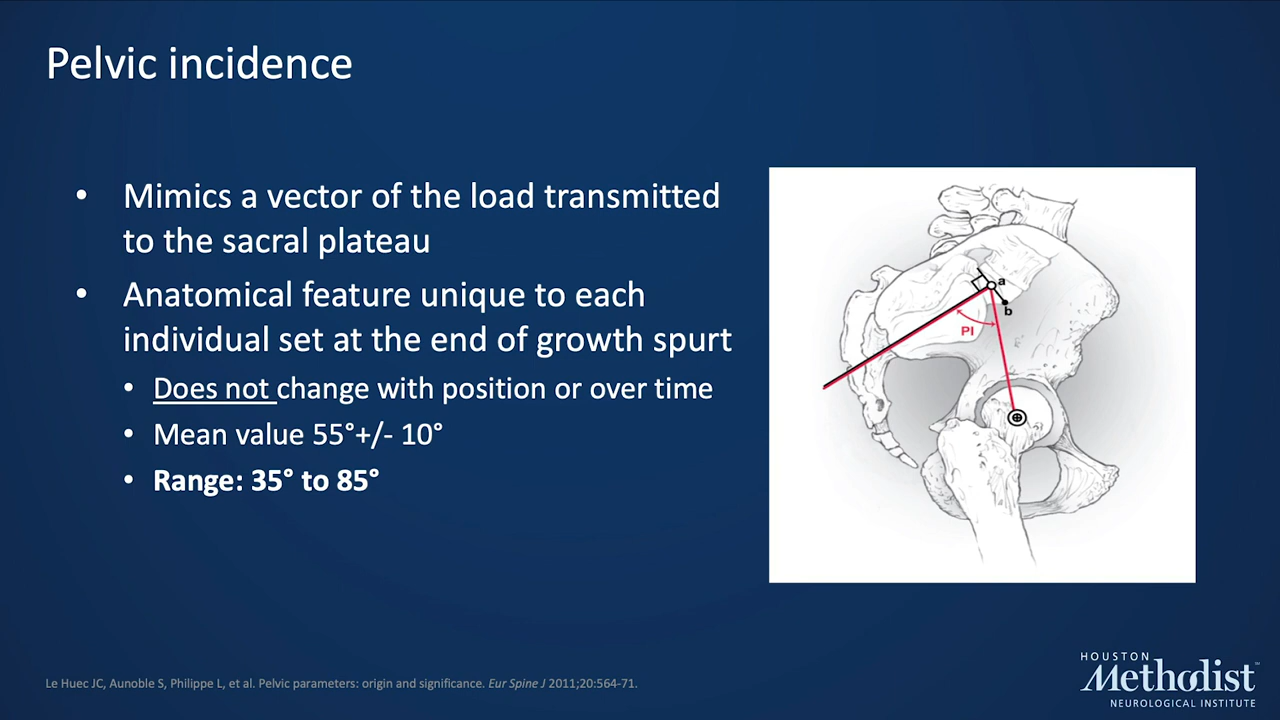 Pelvic incidence
• Mimics a vector of the load transmitted
to the sacral plateau
• Anatomical feature unique to each
individual set at the end of growth spurt
• Does not change with position or over time
• Mean value 55°+/- 10°
• Range: 35° to 85°
a
b
PI
Le Huec JC, Aunoble S, Philippe L, et al. Pelvic parameters: origin and significance. Eur Spine J 2011;20:564-71.
HOUSTON
Methodist
NEUROLOGICAL INSTITUTE